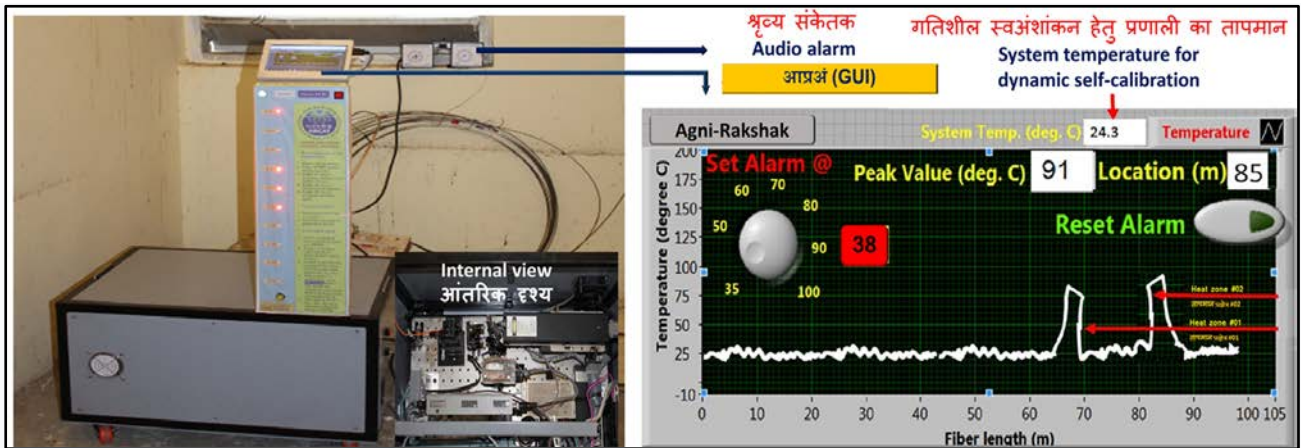 श्रृव्य संकेतक
Audio alarm
आप्रअं (GUI)
गतिशील स्वअंशांकन हेतु प्रणाली का तापमान
System temperature for
dynamic self-calibration
Internal view
आंतरिक दृश्य
Agni-Rakshak
System Temp. (deg. C) 24.3
Temperature
Set Alarm @
Peak Value (deg. C) 91
Location (m) 85
Reset Alarm
35
50
60
70
80
90
100
38
Temperature (degree C)
200
175
150
125
100
75
50
25
-10
Heat zone #02
Heat zone #01
0 10 20 30 40 50 60 70 80 90 100 105
Fiber length (m)